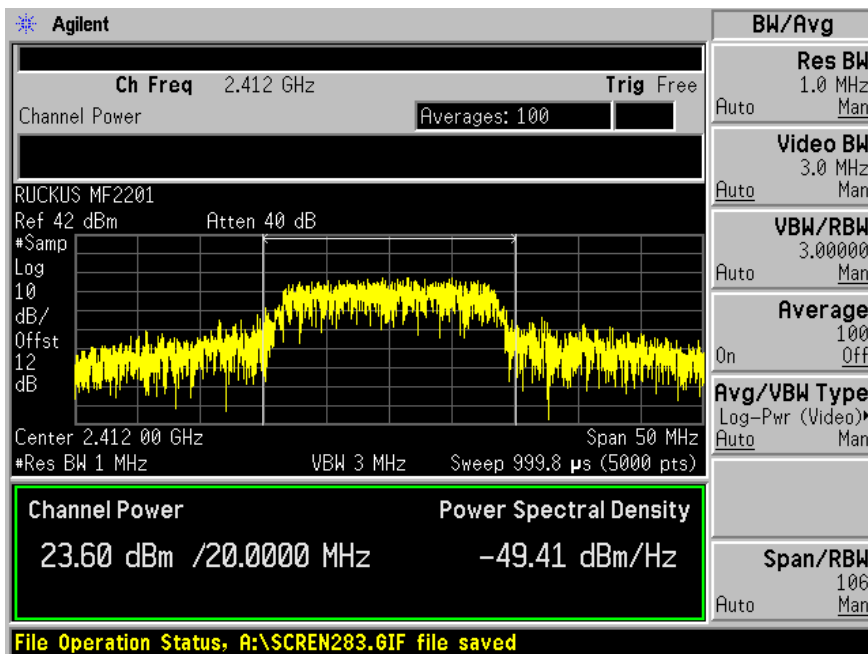 Agilent
BW/Avg
Ch Freq 2.412 GHz Trig Free
Channel Power Averages: 100
RUCKUS MF2201
Ref 42 dBm Atten 40 dB
#Samp
Log
10
dB/
Offst
12
dB
Center 2.412 00 GHz Span 50 MHz
#Res BW 1 MHz VBW 3 MHz Sweep 999.8 µs (5000 pts)
Channel Power Power Spectral Density
23.60 dBm /20.0000 MHz -49.41 dBm/Hz
File Operation Status, A:\SCREN283.GIF file saved
Res BW
1.0 MHz
Auto Man
Video BW
3.0 MHz
Auto Man
VBW/RBW
3.00000
Auto Man
Average
100
On Off
Avg/VBW Type
Log-Pwr (Video)
Auto Man
Span/RBW
106
Auto Man